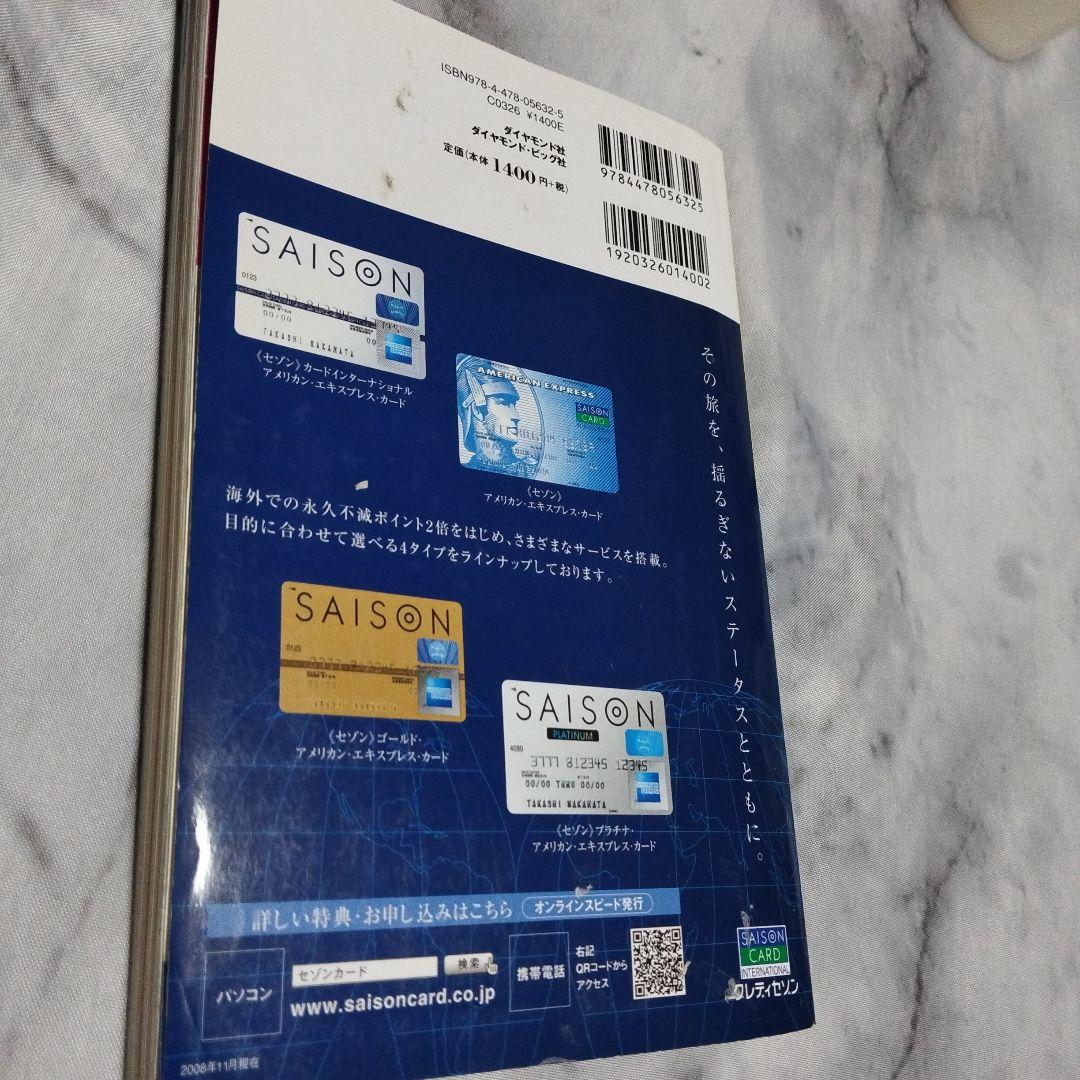 ISBN978-4-478-05632-5
C0326 ¥1400E
ダイヤモンド社
ダイヤモンド・ビッグ社
定価(本体1400円+税)
9784478056325
1920326014002
その旅を、揺るぎないステータスとともに。
SAISON
0123
3777 812345 12345
00/00
TAKASHI NAKAHATA
AMERICAN EXPRESS
《セゾン》カードインターナショナル
アメリカン・エキスプレス・カード
AMERICAN EXPRESS
SAISON
CARD
《セゾン》
アメリカン・エキスプレス・カード
海外での永久不滅ポイント2倍をはじめ、さまざまなサービスを搭載。
目的に合わせて選べる4タイプをラインナップしております。
SAISON
0123
《セゾン》ゴールド・
アメリカン・エキスプレス・カード
SAISON
PLATINUM
4089
3777 812345 12345
00/00 THRU 00/00
TAKASHI NAKAHATA
《セゾン》プラチナ・
アメリカン・エキスプレス・カード
詳しい特典・お申し込みはこちら
オンラインスピード発行
パソコン
セゾンカード
検索
www.saisoncard.co.jp
携帯電話
右記
QRコードから
アクセス
SAISON
CARD
INTERNATIONAL
クレディセゾン
2008年11月現在